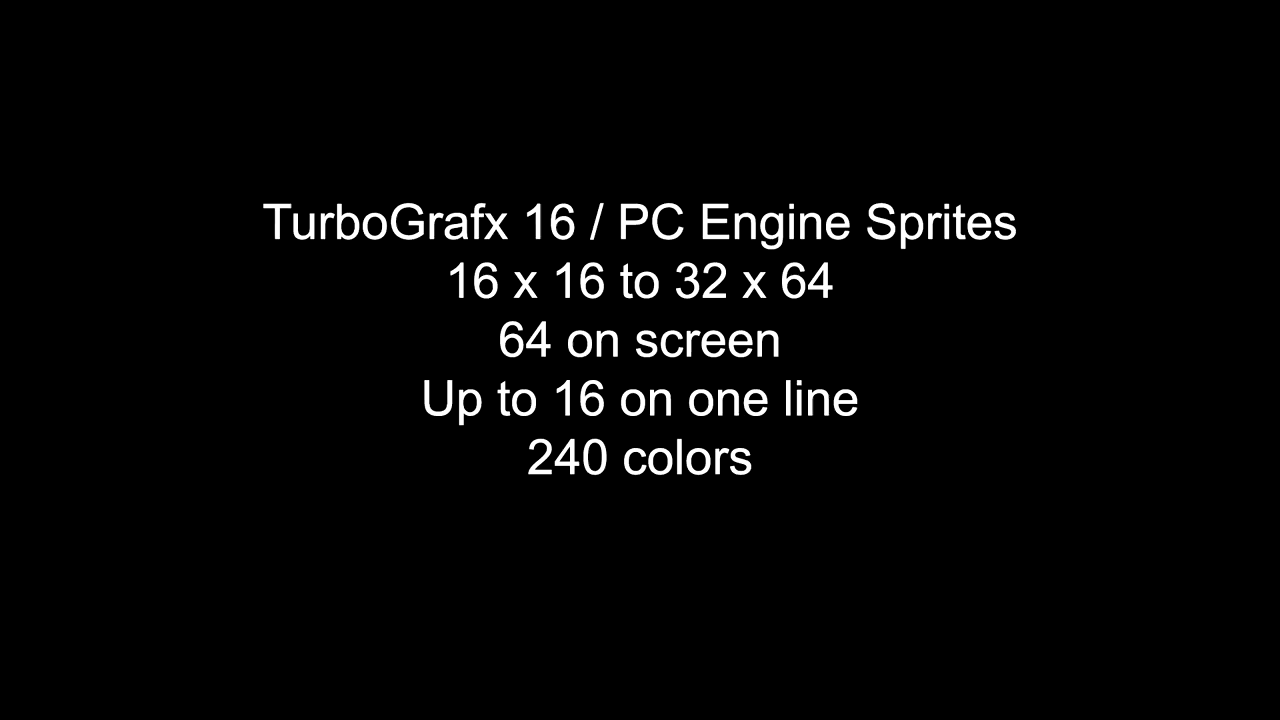 TurboGrafx 16 / PC Engine Sprites
16 x 16 to 32 x 64
64 on screen
Up to 16 on one line
240 colors